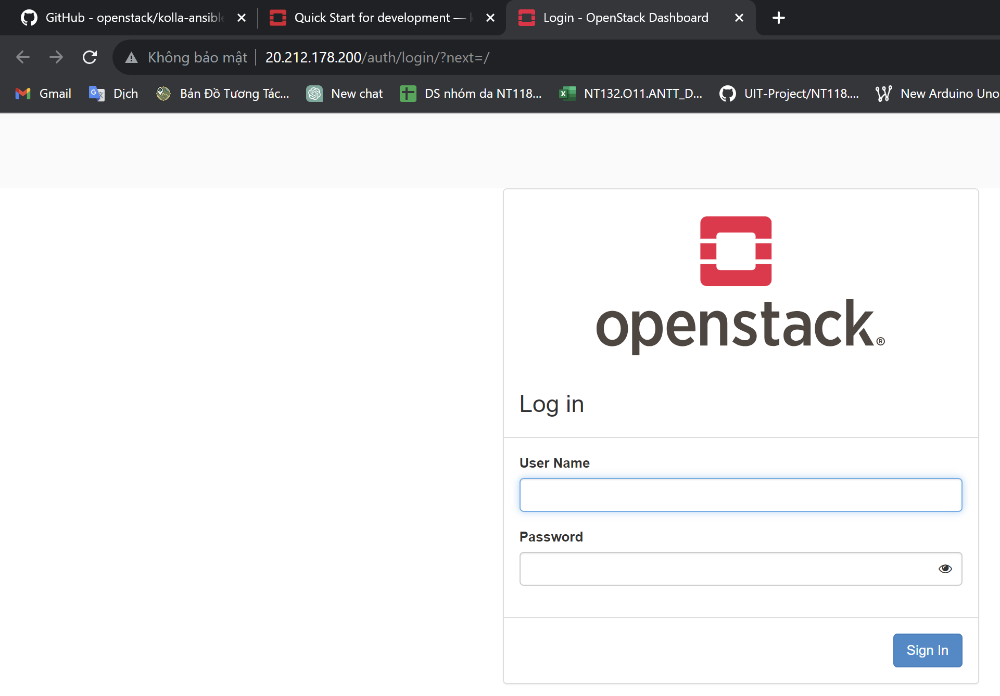 GitHub - openstack/kolla-ansible
Quick Start for development —
Login - OpenStack Dashboard
Không bảo mật
20.212.178.200/auth/login/?next=/
Gmail
Dịch
Bản Đồ Tương Tác...
New chat
DS nhóm da NT118...
NT132.O11.ANTT_D...
UIT-Project/NT118....
New Arduino Uno
openstack®
Log in
User Name
Password
Sign In